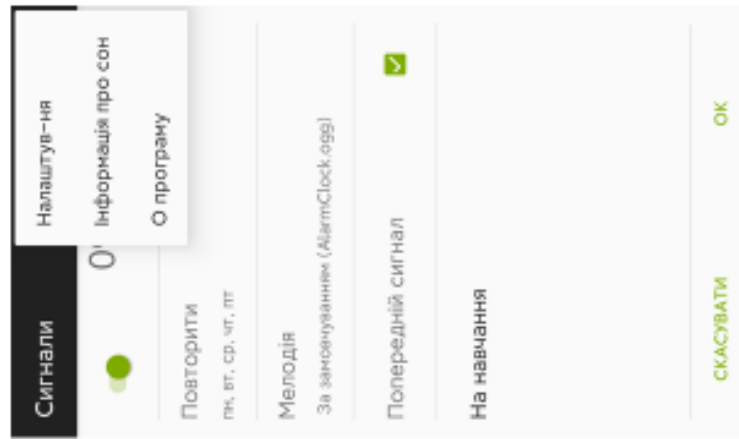 Сигнали
Налаштув-ня
Інформація про сон
О програму
Повторити
пн, вт, ср, чт, пт
Мелодія
За замовчуванням (AlarmClock.ogg)
Попередній сигнал
На навчання
СКАСУВАТИ
ОК